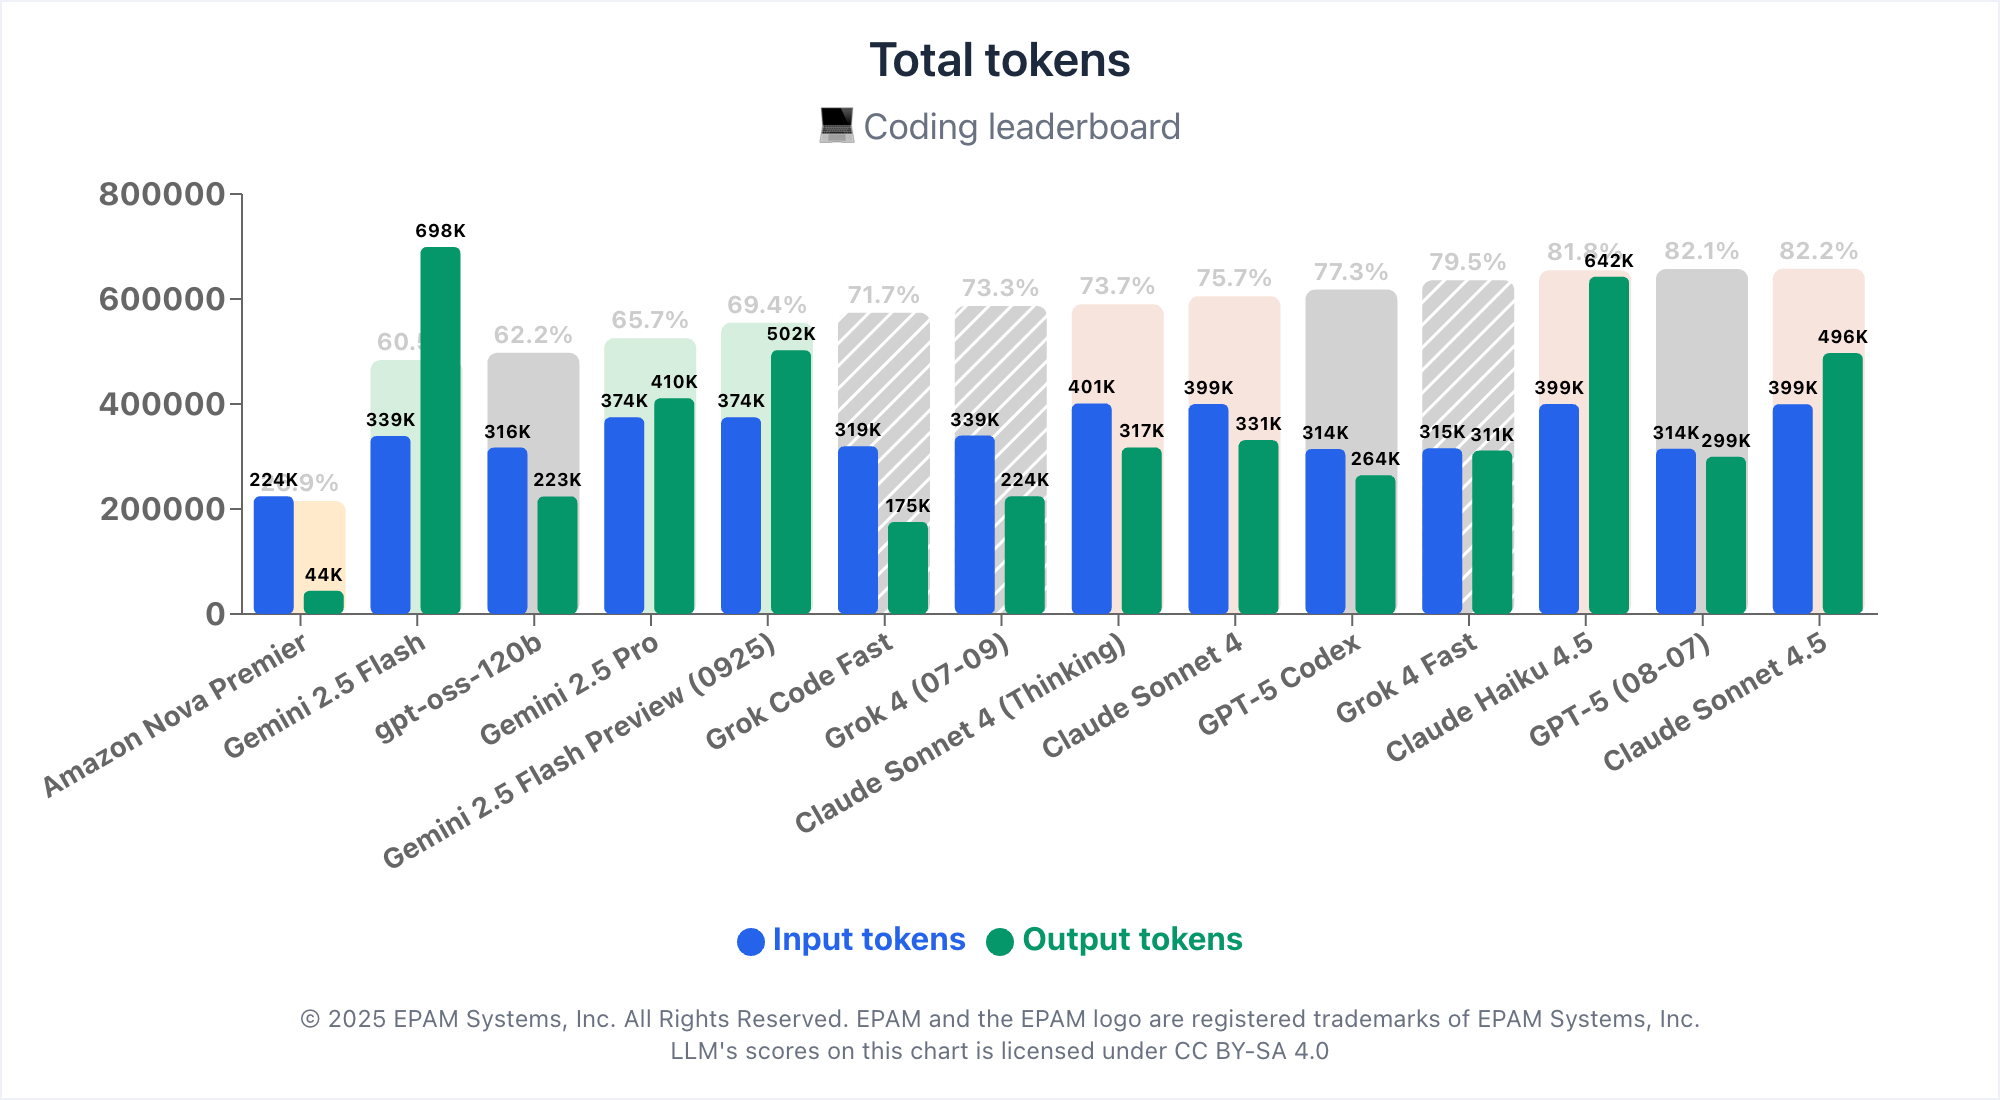 Total tokens
💻 Coding leaderboard
800000
600000
400000
200000
0
224K 44K
339K 698K
62.2%
316K 223K
65.7%
374K 410K
69.4%
374K 502K
71.7%
319K 175K
73.3%
339K 224K
73.7%
401K 317K
75.7%
399K 331K
77.3%
314K 264K
79.5%
315K 311K
81.8%
399K 642K
82.1%
314K 299K
82.2%
399K 496K
Amazon Nova Premier
Gemini 2.5 Flash
gpt-oss-120b
Gemini 2.5 Pro
Gemini 2.5 Flash Preview (0925)
Grok Code Fast
Grok 4 (07-09)
Claude Sonnet 4 (Thinking)
Claude Sonnet 4
GPT-5 Codex
Grok 4 Fast
Claude Haiku 4.5
GPT-5 (08-07)
Claude Sonnet 4.5
Input tokens Output tokens
© 2025 EPAM Systems, Inc. All Rights Reserved. EPAM and the EPAM logo are registered trademarks of EPAM Systems, Inc.
LLM's scores on this chart is licensed under CC BY-SA 4.0